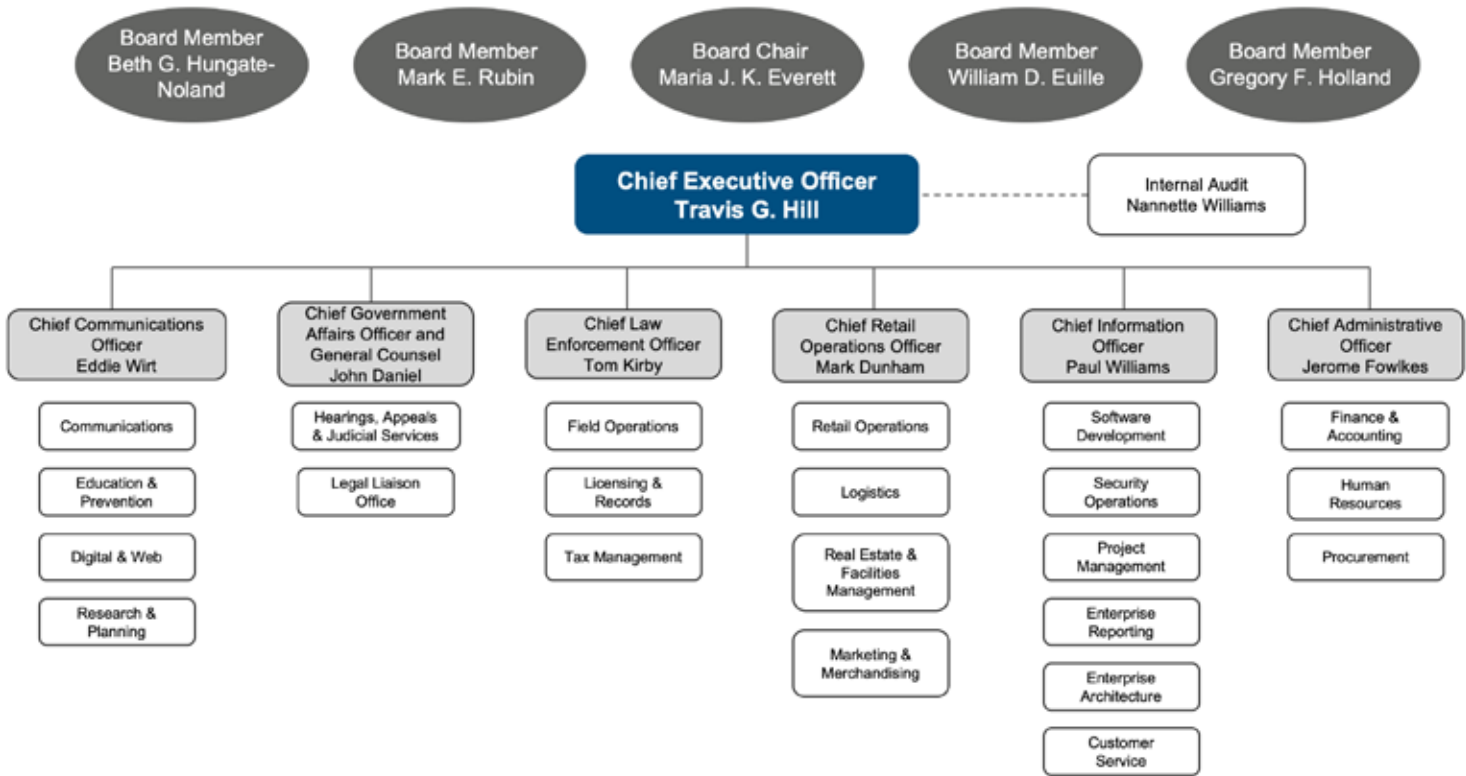 Board Member
Beth G. Hungate-
Noland
Board Member
Mark E. Rubin
Board Chair
Maria J. K. Everett
Board Member
William D. Euille
Board Member
Gregory F. Holland
Chief Executive Officer
Travis G. Hill
Internal Audit
Nannette Williams
Chief Communications
Officer
Eddie Wirt
Communications
Education &
Prevention
Digital & Web
Research &
Planning
Chief Government
Affairs Officer and
General Counsel
John Daniel
Hearings, Appeals
& Judicial Services
Legal Liaison
Office
Chief Law
Enforcement Officer
Tom Kirby
Field Operations
Licensing &
Records
Tax Management
Chief Retail
Operations Officer
Mark Dunham
Retail Operations
Logistics
Real Estate &
Facilities
Management
Marketing &
Merchandising
Chief Information
Officer
Paul Williams
Software
Development
Security
Operations
Project
Management
Enterprise
Reporting
Enterprise
Architecture
Customer
Service
Chief Administrative
Officer
Jerome Fowlkes
Finance &
Accounting
Human
Resources
Procurement